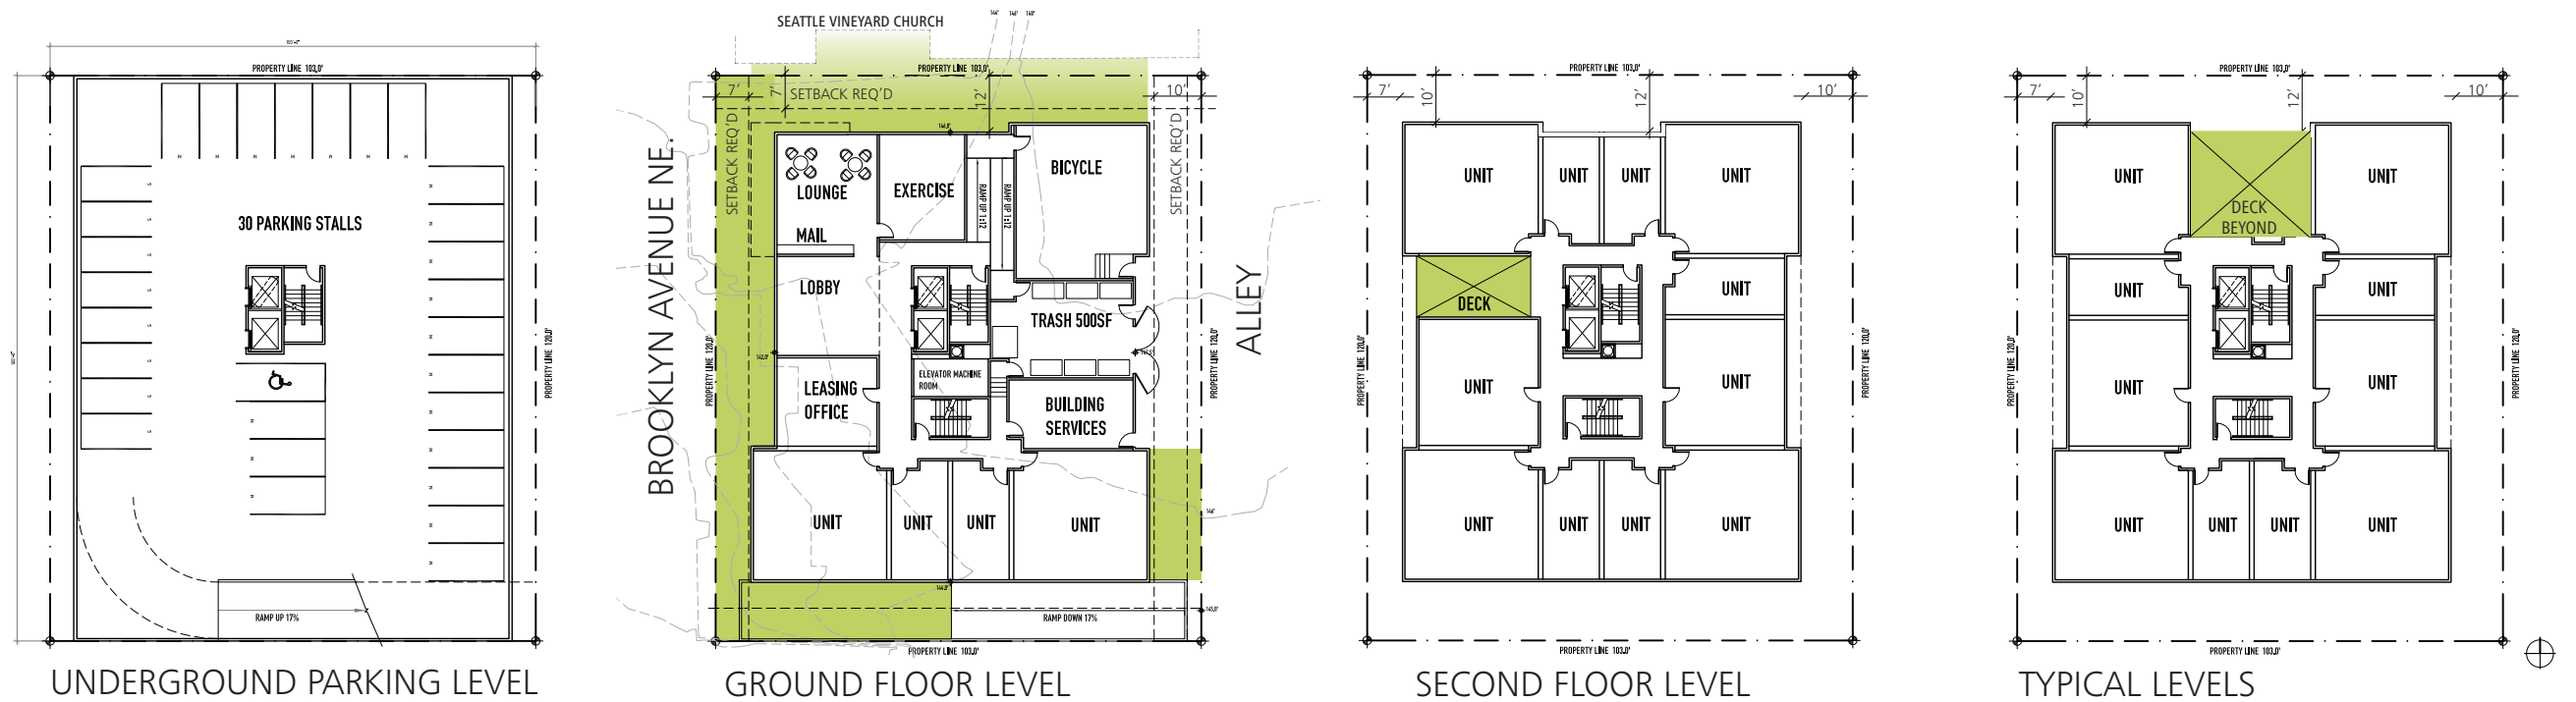 PROPERTY LINE 103.0'
30 PARKING STALLS
PROPERTY LINE 120.0'
RAMP UP 17%
UNDERGROUND PARKING LEVEL
SEATTLE VINEYARD CHURCH
144'
146'
148'
PROPERTY LINE 103.0'
7'
7'
SETBACK REQ'D
12'
10'
SETBACK REQ'D
SETBACK REQ'D
BROOKLYN AVENUE NE.
ALLEY
LOUNGE
EXERCISE
BICYCLE
RAMP UP 1:12
RAMP UP 1:12
MAIL
LOBBY
TRASH 500SF
PROPERTY LINE 120.0'
PROPERTY LINE 120.0'
ELEVATOR MACHINE
ROOM
LEASING
OFFICE
BUILDING
SERVICES
UNIT
UNIT
UNIT
UNIT
RAMP DOWN 17%
PROPERTY LINE 103.0'
GROUND FLOOR LEVEL
PROPERTY LINE 103.0'
7'
10'
12'
10'
UNIT
UNIT
UNIT
UNIT
DECK
UNIT
UNIT
UNIT
PROPERTY LINE 120.0'
PROPERTY LINE 120.0'
UNIT
UNIT
UNIT
UNIT
PROPERTY LINE 103.0'
SECOND FLOOR LEVEL
PROPERTY LINE 103.0'
7'
10'
12'
10'
UNIT
DECK
BEYOND
UNIT
UNIT
UNIT
UNIT
UNIT
PROPERTY LINE 120.0'
PROPERTY LINE 120.0'
UNIT
UNIT
UNIT
UNIT
PROPERTY LINE 103.0'
TYPICAL LEVELS